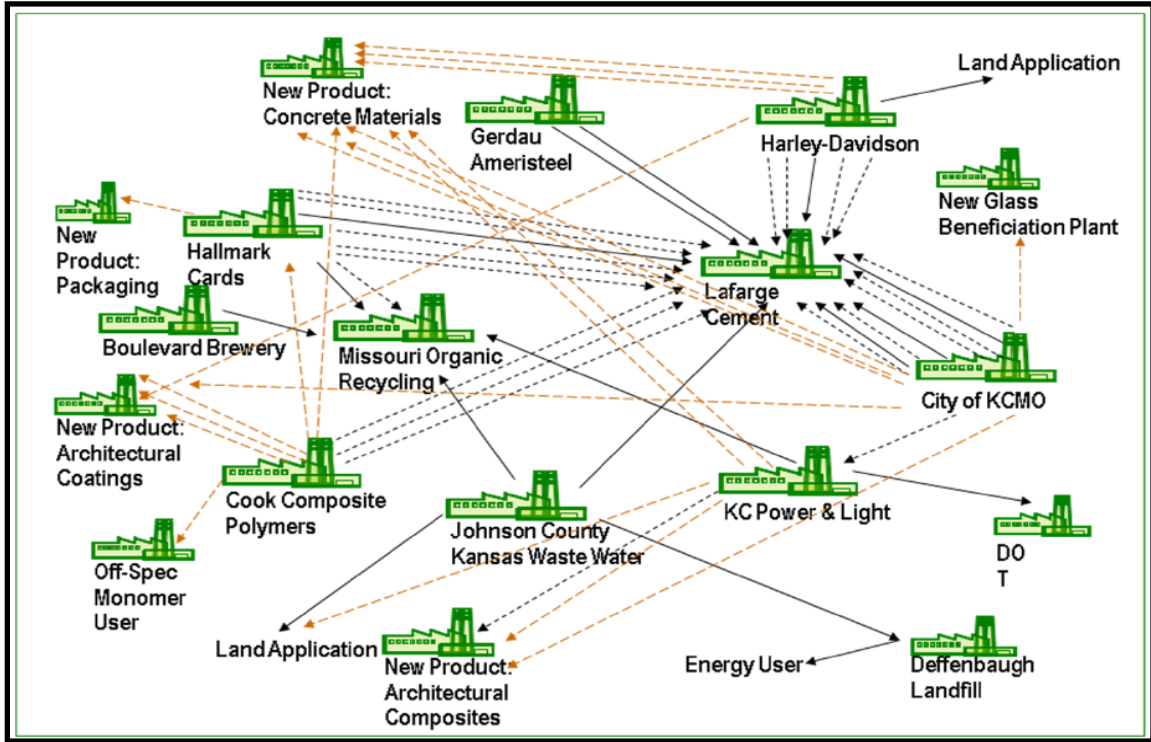 Land Application
New Product:
Concrete Materials
Gerdau
Ameristeel
Harley-Davidson
New Glass
Beneficiation Plant
New
Product:
Packaging
Hallmark
Cards
Lafarge
Cement
Boulevard Brewery
Missouri Organic
Recycling
City of KCMO
New Product:
Architectural
Coatings
Cook Composite
Polymers
Johnson County
Kansas Waste Water
KC Power & Light
DO
T
Off-Spec
Monomer
User
Land Application
New Product:
Architectural
Composites
Energy User
Deffenbaugh
Landfill